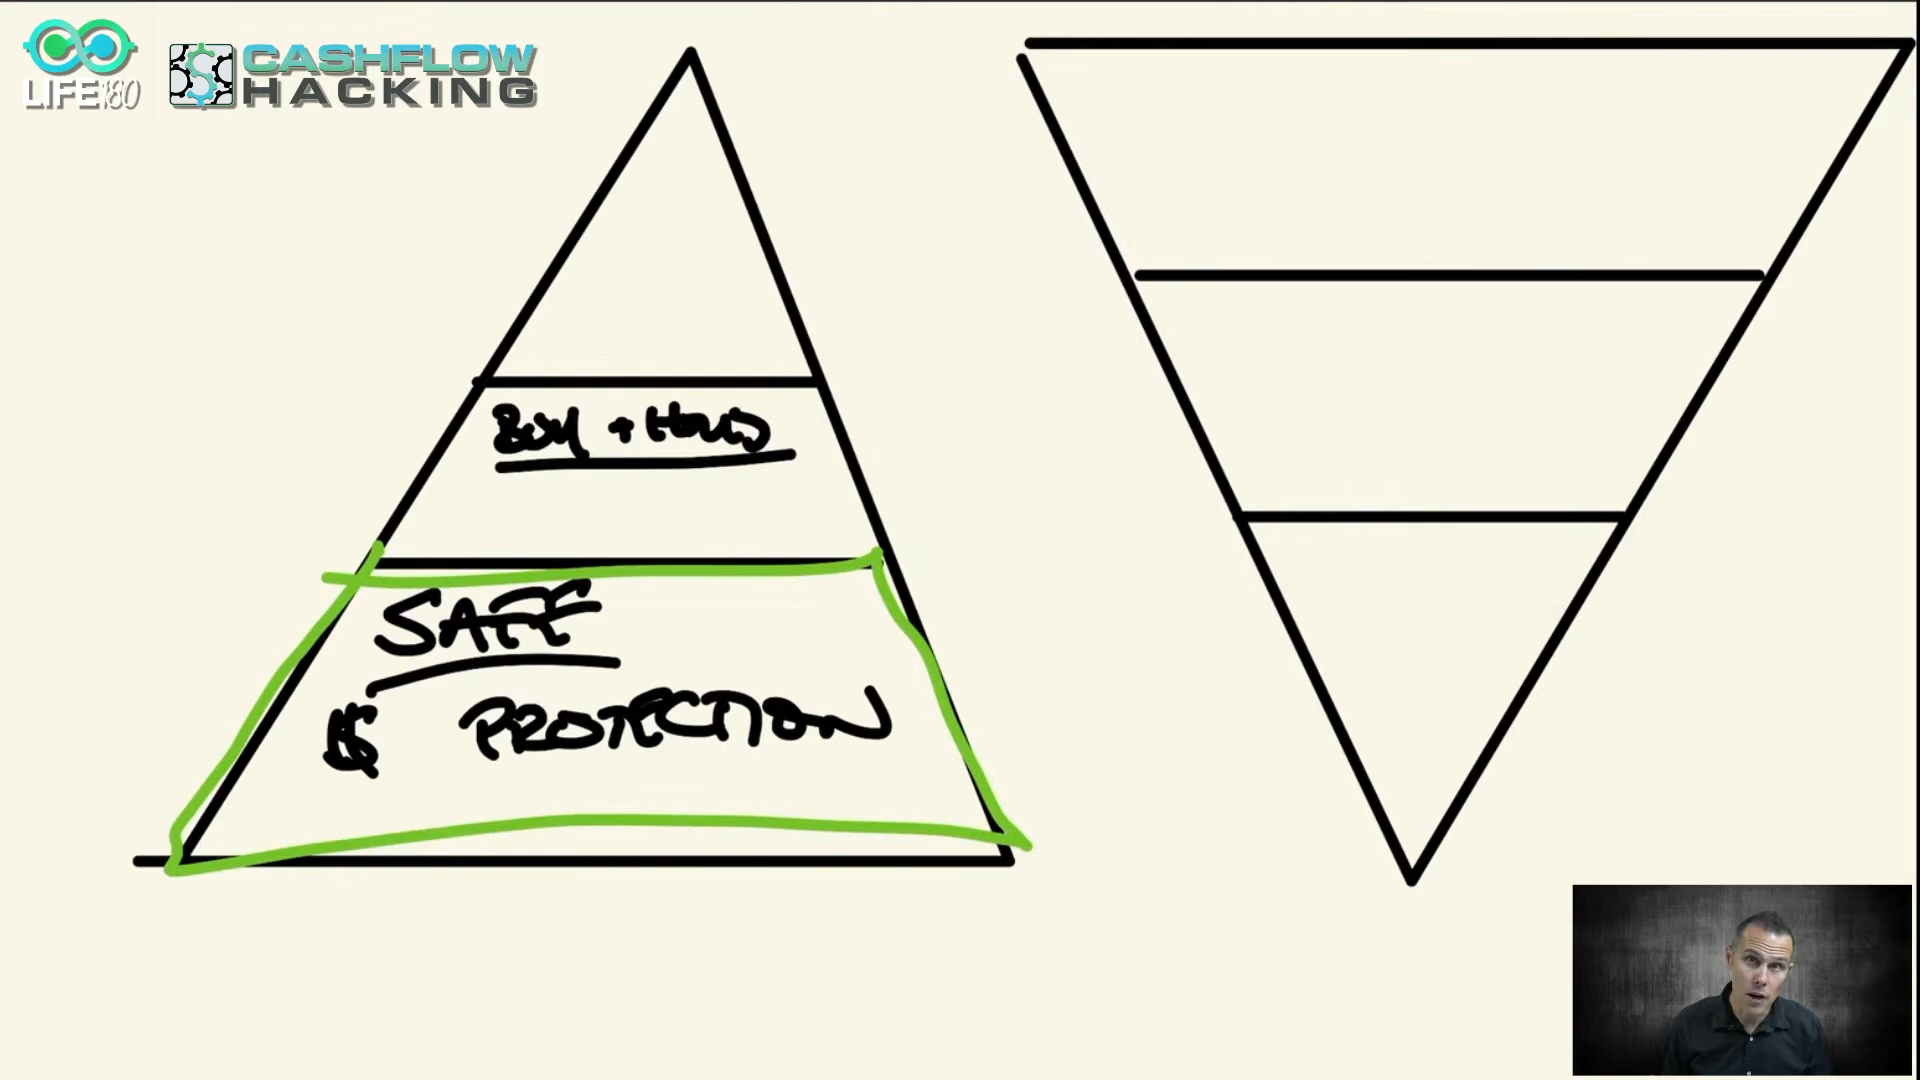 LIFE180
CASHFLOW
HACKING
BUY + HOLD
SAFE
$ PROTECTION